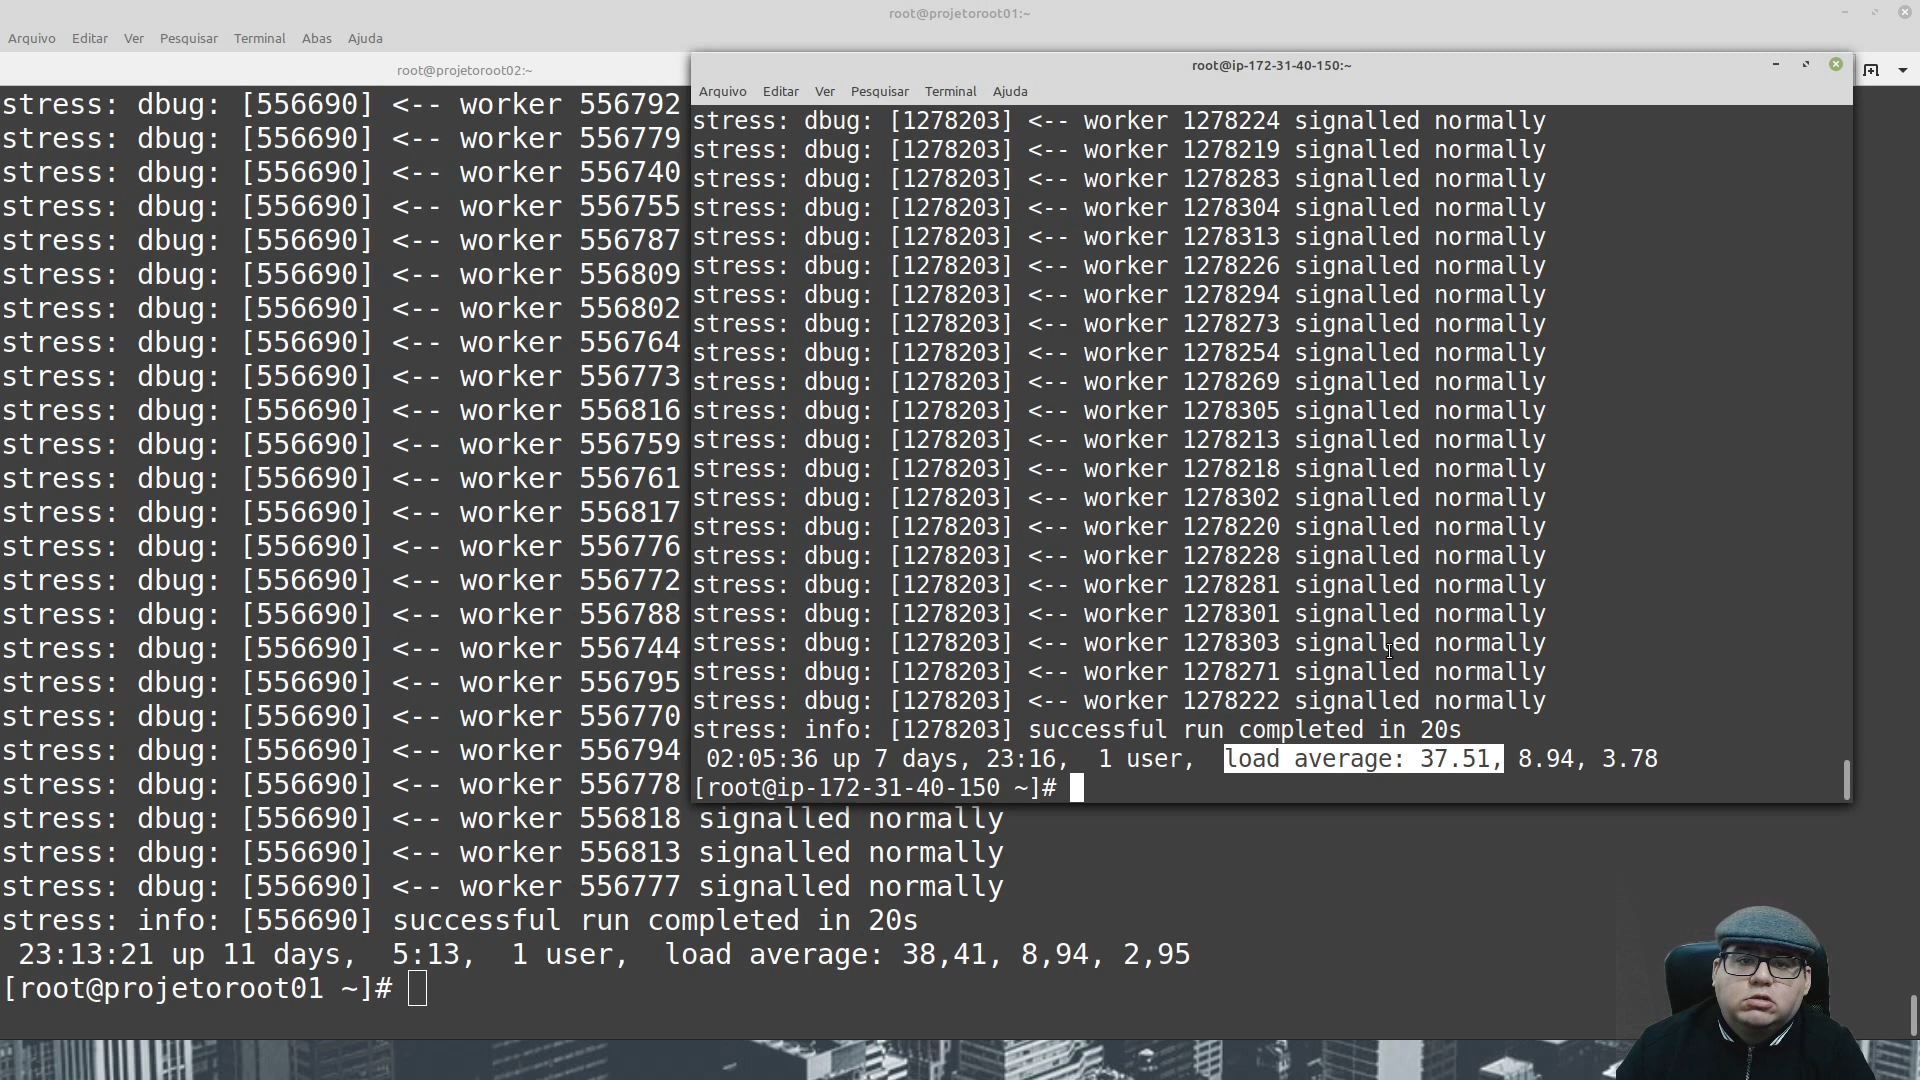 root@projetoroot01:~
Arquivo Editar Ver Pesquisar Terminal Abas Ajuda
root@projetoroot02:~
stress: dbug: [556690] <-- worker 556792
stress: dbug: [556690] <-- worker 556779
stress: dbug: [556690] <-- worker 556740
stress: dbug: [556690] <-- worker 556755
stress: dbug: [556690] <-- worker 556787
stress: dbug: [556690] <-- worker 556809
stress: dbug: [556690] <-- worker 556802
stress: dbug: [556690] <-- worker 556764
stress: dbug: [556690] <-- worker 556773
stress: dbug: [556690] <-- worker 556816
stress: dbug: [556690] <-- worker 556759
stress: dbug: [556690] <-- worker 556761
stress: dbug: [556690] <-- worker 556817
stress: dbug: [556690] <-- worker 556776
stress: dbug: [556690] <-- worker 556772
stress: dbug: [556690] <-- worker 556788
stress: dbug: [556690] <-- worker 556744
stress: dbug: [556690] <-- worker 556795
stress: dbug: [556690] <-- worker 556770
stress: dbug: [556690] <-- worker 556794
stress: dbug: [556690] <-- worker 556778
stress: dbug: [556690] <-- worker 556818 signalled normally
stress: dbug: [556690] <-- worker 556813 signalled normally
stress: dbug: [556690] <-- worker 556777 signalled normally
stress: info: [556690] successful run completed in 20s
23:13:21 up 11 days, 5:13, 1 user, load average: 38,41, 8,94, 2,95
[root@projetoroot01 ~]#
root@ip-172-31-40-150:~
Arquivo Editar Ver Pesquisar Terminal Ajuda
stress: dbug: [1278203] <-- worker 1278224 signalled normally
stress: dbug: [1278203] <-- worker 1278219 signalled normally
stress: dbug: [1278203] <-- worker 1278283 signalled normally
stress: dbug: [1278203] <-- worker 1278304 signalled normally
stress: dbug: [1278203] <-- worker 1278313 signalled normally
stress: dbug: [1278203] <-- worker 1278226 signalled normally
stress: dbug: [1278203] <-- worker 1278294 signalled normally
stress: dbug: [1278203] <-- worker 1278273 signalled normally
stress: dbug: [1278203] <-- worker 1278254 signalled normally
stress: dbug: [1278203] <-- worker 1278269 signalled normally
stress: dbug: [1278203] <-- worker 1278305 signalled normally
stress: dbug: [1278203] <-- worker 1278213 signalled normally
stress: dbug: [1278203] <-- worker 1278218 signalled normally
stress: dbug: [1278203] <-- worker 1278302 signalled normally
stress: dbug: [1278203] <-- worker 1278220 signalled normally
stress: dbug: [1278203] <-- worker 1278228 signalled normally
stress: dbug: [1278203] <-- worker 1278281 signalled normally
stress: dbug: [1278203] <-- worker 1278301 signalled normally
stress: dbug: [1278203] <-- worker 1278303 signalled normally
stress: dbug: [1278203] <-- worker 1278271 signalled normally
stress: dbug: [1278203] <-- worker 1278222 signalled normally
stress: info: [1278203] successful run completed in 20s
02:05:36 up 7 days, 23:16, 1 user, load average: 37.51, 8.94, 3.78
[root@ip-172-31-40-150 ~]#